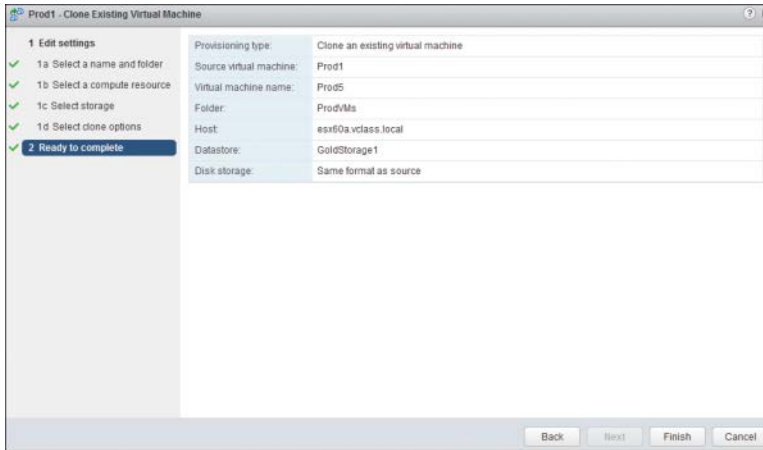 Prod1 - Clone Existing Virtual Machine
?
1 Edit settings
1a Select a name and folder
1b Select a compute resource
1c Select storage
1d Select clone options
2 Ready to complete
Provisioning type: Clone an existing virtual machine
Source virtual machine: Prod1
Virtual machine name: Prod5
Folder: ProdVMs
Host: esx60a.vclass.local
Datastore: GoldStorage1
Disk storage: Same format as source
Back Next Finish Cancel